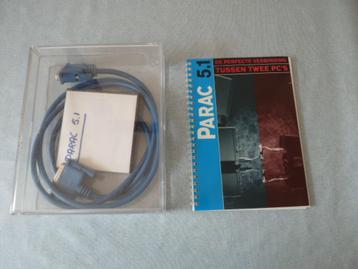 PARAC 5.1
PARAC 5.1
DE PERFECTE VERBINDING
TUSSEN TWEE PC'S